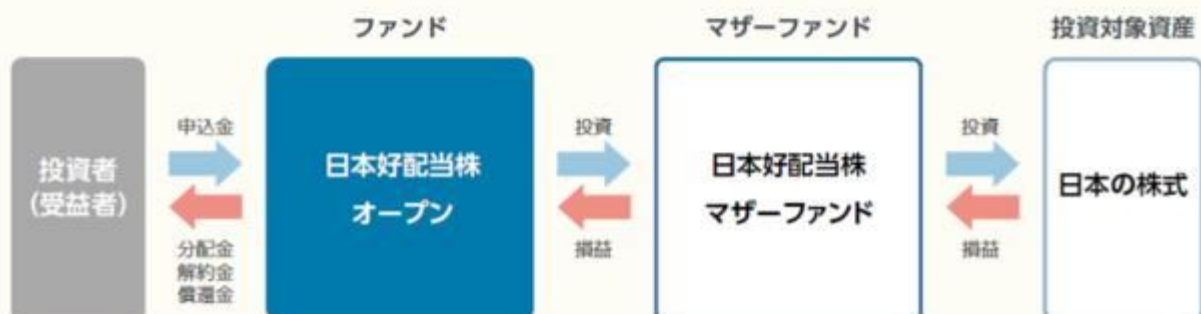 ファンド
マザーファンド
投資対象資産
投資者
(受益者)
申込金
分配金
解約金
償還金
日本好配当株
オープン
投資
損益
日本好配当株
マザーファンド
投資
損益
日本の株式